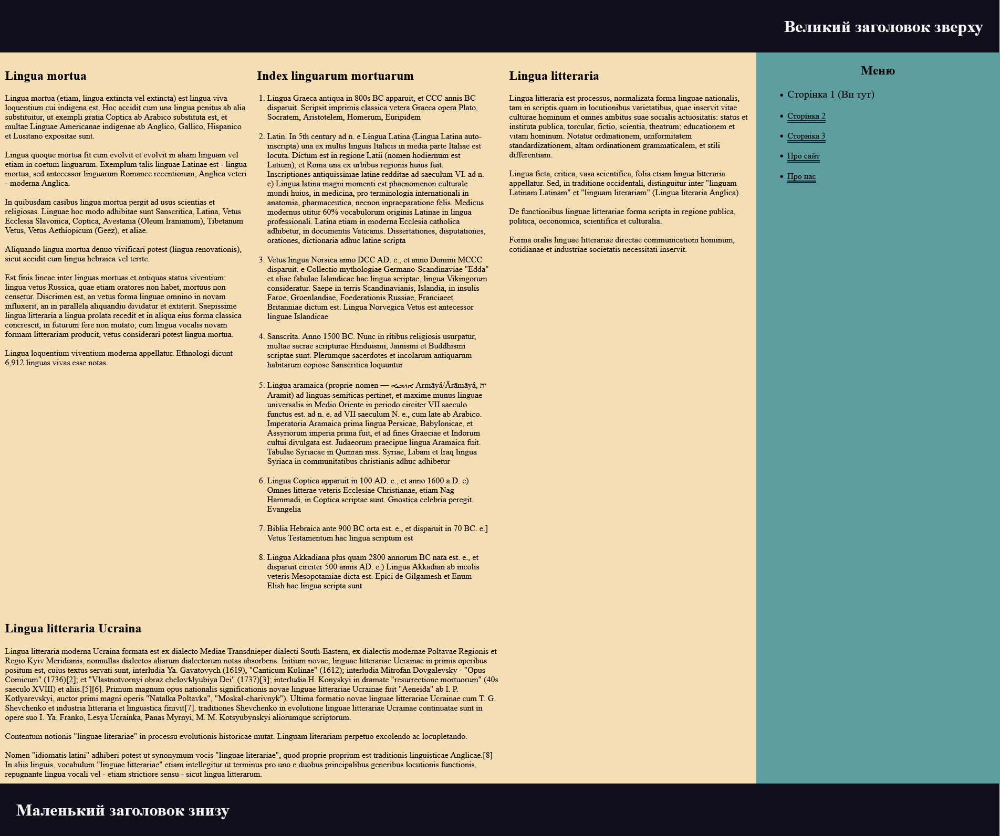 Великий заголовок зверху
Lingua mortua
Lingua mortua (etiam, lingua extincta vel extincta) est lingua viva
loquentium cui indigena est. Hoc accidit cum una lingua penitus ab alia
substituitur, ut exempli gratia Coptica ab Arabico substituta est, et
multae Linguae Americanae indigenae ab Anglico, Gallico, Hispanico
et Lusitano expositae sunt.
Lingua quoque mortua fit cum evolvit et evolvit in aliam linguam vel
etiam in coetum linguarum. Exemplum talis linguae Latinae est - lingua
mortua, sed antecessor linguarum Romance recentiorum, Anglica veteri
- moderna Anglica.
In quibusdam casibus lingua mortua pergit ad usus scientias et
religiosas. Linguae hoc modo adhibitae sunt Sanscritica, Latina, Vetus
Ecclesia Slavonica, Coptica, Avestania (Oleum Iranianum), Tibetanum
Vetus, Vetus Aethiopicum (Geez), et aliae.
Aliquando lingua mortua denuo vivificari potest (lingua renovationis),
sicut accidit cum lingua hebraica vel terrte.
Est finis lineae inter linguas mortuas et antiquas status viventium:
lingua vetus Russica, quae etiam oratores non habet, mortuus non
censetur. Discrimen est, an vetus forma linguae omnino in novam
influxerit, an in parallela aliquandiu dividatur et extiterit. Saepissime
lingua litteraria a lingua prolata recedit et in aliqua eius forma classica
concrescit, in futurum fere non mutato; cum lingua vocalis novam
formam litterariam producit, vetus considerari potest lingua mortua.
Lingua loquentium viventium moderna appellatur. Ethnologi dicunt
6,912 linguas vivas esse notas.
Index linguarum mortuarum
1. Lingua Graeca antiqua in 800s BC apparuit, et CCC annis BC
disparuit. Scripsit imprimis classica vetera Graeca opera Plato,
Socratem, Aristotelem, Homerum, Euripidem
2. Latin. In 5th century ad n. e Lingua Latina (Lingua Latina auto-
inscripta) una ex multis linguis Italicis in media parte Italiae est
locuta. Dictum est in regione Latii (nomen hodiernum est
Latium), et Roma una ex urbibus regionis huius fuit.
Inscriptiones antiquissimae latine redditae ad saeculum VI. ad n.
e) Lingua latina magni momenti est phaenomenon culturale
mundi huius, in medicina, pro terminologia internationali in
anatomia, pharmaceutica, necnon inpraeparatione felis. Medicus
modernus utitur 60% vocabulorum originis Latinae in lingua
professionali. Latina etiam in moderna Ecclesia catholica
adhibetur, in documentis Vaticanis. Dissertationes, disputationes,
orationes, dictionaria adhuc latine scripta
3. Vetus lingua Norsica anno DCC AD. e., et anno Domini MCCC
disparuit. e Collectio mythologiae Germano-Scandinaviae "Edda"
et aliae fabulae Islandicae hac lingua scriptae, lingua Vikingorum
consideratur. Saepe in terris Scandinavianis, Islandia, in insulis
Faroe, Groenlandiae, Foederationis Russiae, Franciaeet
Britanniae dictum est. Lingua Norvegica Vetus est antecessor
linguae Islandicae
4. Sanscrita. Anno 1500 BC. Nunc in ritibus religiosis usurpatur,
multae sacrae scripturae Hinduismi, Jainismi et Buddhismi
scriptae sunt. Plerumque sacerdotes et incolarum antiquarum
habitarum copiose Sanscritica loquuntur
5. Lingua aramaica (proprie-nomen — ܐܪܡܝܐ Armāyâ/Ārāmāyâ, ית
Aramit) ad linguas semiticas pertinet, et maxime munus linguae
universalis in Medio Oriente in periodo circiter VII saeculo
functus est. ad n. e. ad VII saeculum N. e., cum late ab Arabico.
Imperatoria Aramaica prima lingua Persicae, Babylonicae, et
Assyriorum imperia prima fuit, et ad fines Graeciae et Indorum
cultui divulgata est. Judaeorum praecipue lingua Aramaica fuit.
Tabulae Syriacae in Qumran mss. Syriae, Libani et Iraq lingua
Syriaca in communitatibus christianis adhuc adhibetur
6. Lingua Coptica apparuit in 100 AD. e., et anno 1600 a.D. e)
Omnes litterae veteris Ecclesiae Christianae, etiam Nag
Hammadi, in Coptica scriptae sunt. Gnostica celebria peregit
Evangelia
7. Biblia Hebraica ante 900 BC orta est. e., et disparuit in 70 BC. e.]
Vetus Testamentum hac lingua scriptum est
8. Lingua Akkadiana plus quam 2800 annorum BC nata est. e., et
disparuit circiter 500 annis AD. e.) Lingua Akkadian ab incolis
veteris Mesopotamiae dicta est. Epici de Gilgamesh et Enum
Elish hac lingua scripta sunt
Lingua litteraria
Lingua litteraria est processus, normalizata forma linguae nationalis,
tam in scriptis quam in locutionibus varietatibus, quae inservit vitae
culturae hominum et omnes ambitus suae socialis actuositatis: status et
instituta publica, torcular, fictio, scientia, theatrum; educationem et
vitam hominum. Notatur ordinationem, uniformitatem
standardizationem, altam ordinationem grammaticalem, et stili
differentiam.
Lingua ficta, critica, vasa scientifica, folia etiam lingua litteraria
appellatur. Sed, in traditione occidentali, distinguitur inter "linguam
Latinam Latinam" et "linguam literariam" (Lingua literaria Anglica).
De functionibus linguae litterariae forma scripta in regione publica,
politica, oeconomica, scientifica et culturalia.
Forma oralis linguae litterariae directae communicationi hominum,
cotidianae et industriae societatis necessitati inservit.
Меню
• Сторінка 1 (Ви тут)
• Сторінка 2
• Сторніка 3
• Про сайт
• Про нас
Lingua litteraria Ucraina
Lingua litteraria moderna Ucraina formata est ex dialecto Mediae Transdnieper dialecti South-Eastern, ex dialectis modernae Poltavae Regionis et
Regio Kyiv Meridianis, nonnullas dialectos aliarum dialectorum notas absorbens. Initium novae, linguae litterariae Ucrainae in primis operibus
positum est, cuius textus servati sunt, interludia Ya. Gavatovych (1619), "Canticum Kulinae" (1612); interludia Mitrofan Dovgalevsky - "Opus
Comicum" (1736)[2]; et "Vlastnotvornyi obraz chelovѣlyubiya Dei" (1737)[3]; interludia H. Konyskyi in dramate "resurrectione mortuorum" (40s
saeculo XVIII) et aliis.[5][6]. Primum magnum opus nationalis significationis novae linguae litterariae Ucrainae fuit "Aeneida" ab I. P.
Kotlyarevskyi, auctor primi magni operis "Natalka Poltavka", "Moskal-charivnyk"). Ultima formatio novae linguae litterariae Ucrainae cum T. G.
Shevchenko et industria litteraria et linguistica finivit[7]. traditiones Shevchenko in evolutione linguae litterariae Ucrainae continuatae sunt in
opere suo I. Ya. Franko, Lesya Ucrainka, Panas Myrnyi, M. M. Kotsyubynskyi aliorumque scriptorum.
Contentum notionis "linguae literariae" in processu evolutionis historicae mutat. Linguam literariam perpetuo excolendo ac locupletando.
Nomen "idiomatis latini" adhiberi potest ut synonymum vocis "linguae literariae", quod proprie proprium est traditionis linguisticae Anglicae.[8]
In aliis linguis, vocabulum "linguae litterariae" etiam intellegitur ut terminus pro uno e duobus principalibus generibus locutionis functionis,
repugnante lingua vocali vel - etiam strictiore sensu - sicut lingua litterarum.
Маленький заголовок знизу